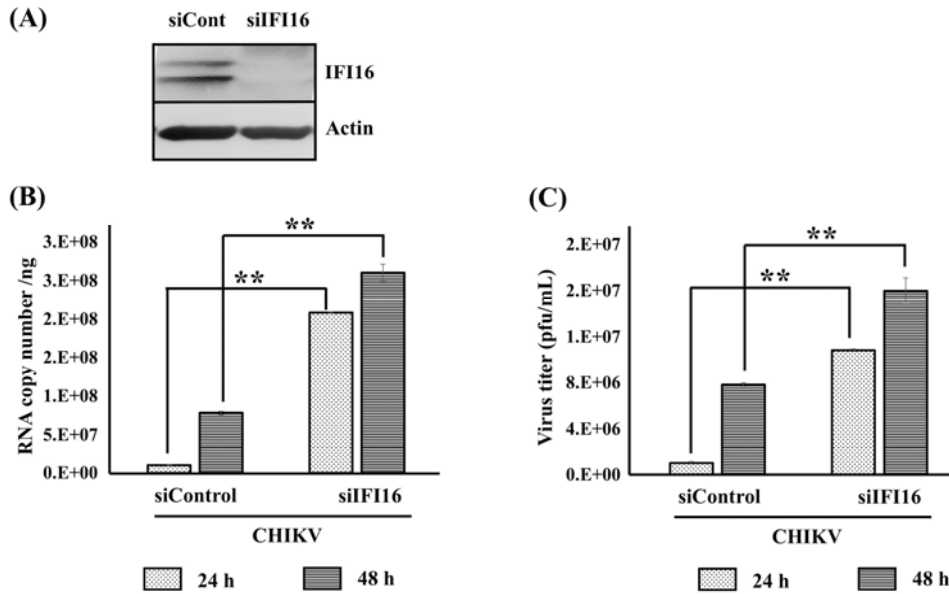 (A)
siCont siIFI16
IFI16
Actin
(B)
RNA copy number /ng
3.E+08
3.E+08
2.E+08
2.E+08
1.E+08
5.E+07
0.E+00
**
**
siControl siIFI16
CHIKV
24 h 48 h
(C)
Virus titer (pfu/mL)
2.E+07
2.E+07
1.E+07
8.E+06
4.E+06
0.E+00
**
**
siControl siIFI16
CHIKV
24 h 48 h